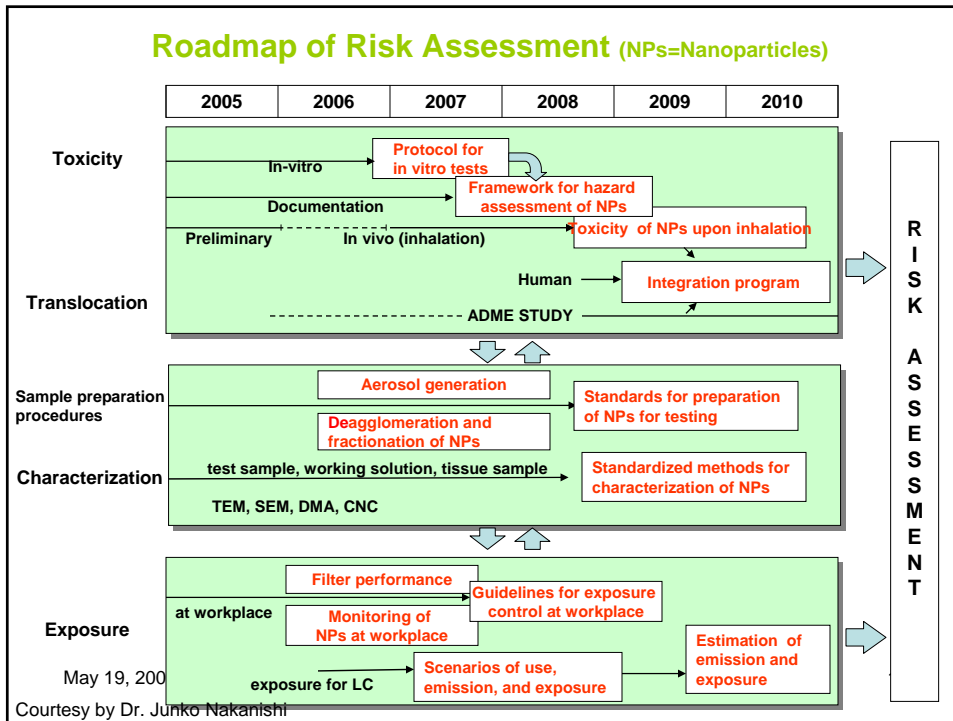 Roadmap of Risk Assessment (NPs=Nanoparticles)
2005 2006 2007 2008 2009 2010
Toxicity
In-vitro
Protocol for
in vitro tests
Documentation
Framework for hazard
assessment of NPs
Preliminary
In vivo (inhalation)
Toxicity of NPs upon inhalation
Human
Integration program
Translocation
ADME STUDY
Sample preparation
procedures
Aerosol generation
Deagglomeration and
fractionation of NPs
Standards for preparation
of NPs for testing
Characterization
test sample, working solution, tissue sample
TEM, SEM, DMA, CNC
Standardized methods for
characterization of NPs
Exposure
at workplace
Filter performance
Monitoring of
NPs at workplace
Guidelines for exposure
control at workplace
exposure for LC
Scenarios of use,
emission, and exposure
Estimation of
emission and
exposure
RISK ASSESSMENT
May 19, 200
Courtesy by Dr. Junko Nakanishi